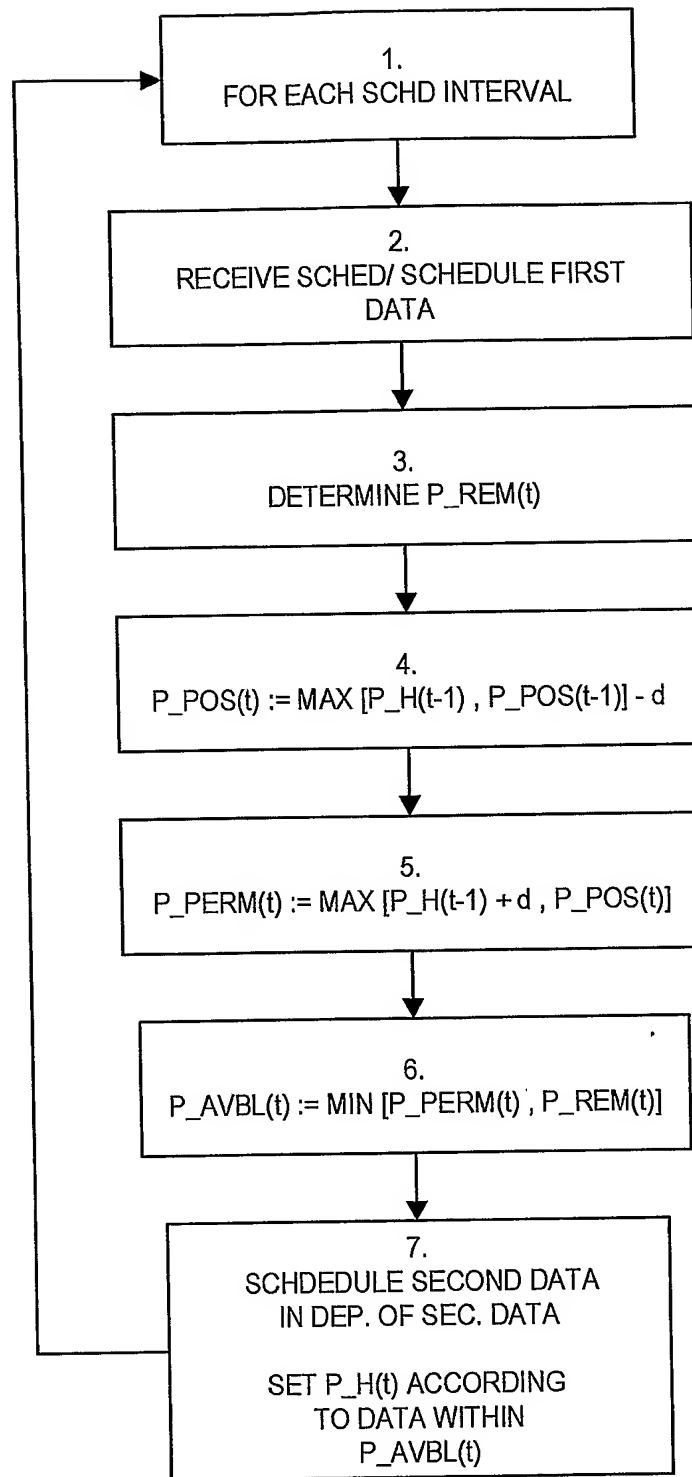 1.
FOR EACH SCHD INTERVAL
2.
RECEIVE SCHED/ SCHEDULE FIRST
DATA
3.
DETERMINE P_REM(t)
4.
P_POS(t) := MAX [P_H(t-1) , P_POS(t-1)] - d
5.
P_PERM(t) := MAX [P_H(t-1) + d , P_POS(t)]
6.
P_AVBL(t) := MIN [P_PERM(t) , P_REM(t)]
7.
SCHDEDULE SECOND DATA
IN DEP. OF SEC. DATA
SET P_H(t) ACCORDING
TO DATA WITHIN
P_AVBL(t)